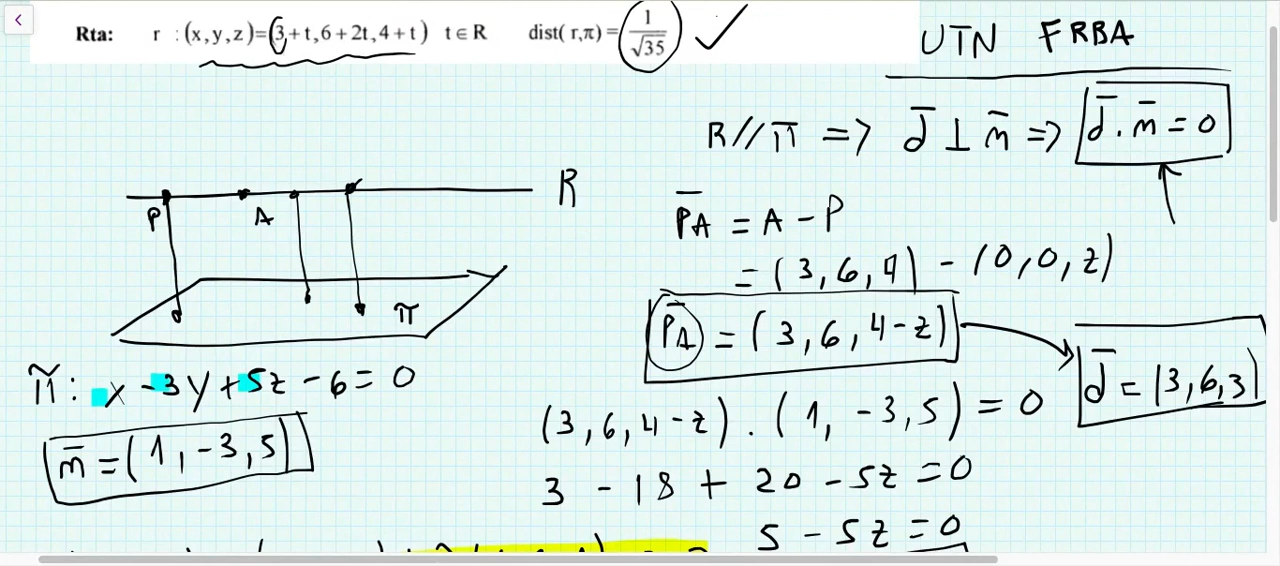 Rta: r : (x,y,z)=(3+t,6+2t,4+t) t∈R dist( r,π) = 1/√35
UTN FRBA
R//π => d̄ ⊥ n̄ => d̄ . n̄ = 0
R
P A
π
P̄A = A - P
= (3, 6, 4) - (0, 0, z)
P̄A = (3, 6, 4-z)
d̄ = (3,6,3)
π: x - 3y + 5z - 6 = 0
n̄ = (1, -3, 5)
(3, 6, 4-z) . (1, -3, 5) = 0
3 - 18 + 20 - 5z = 0
5 - 5z = 0